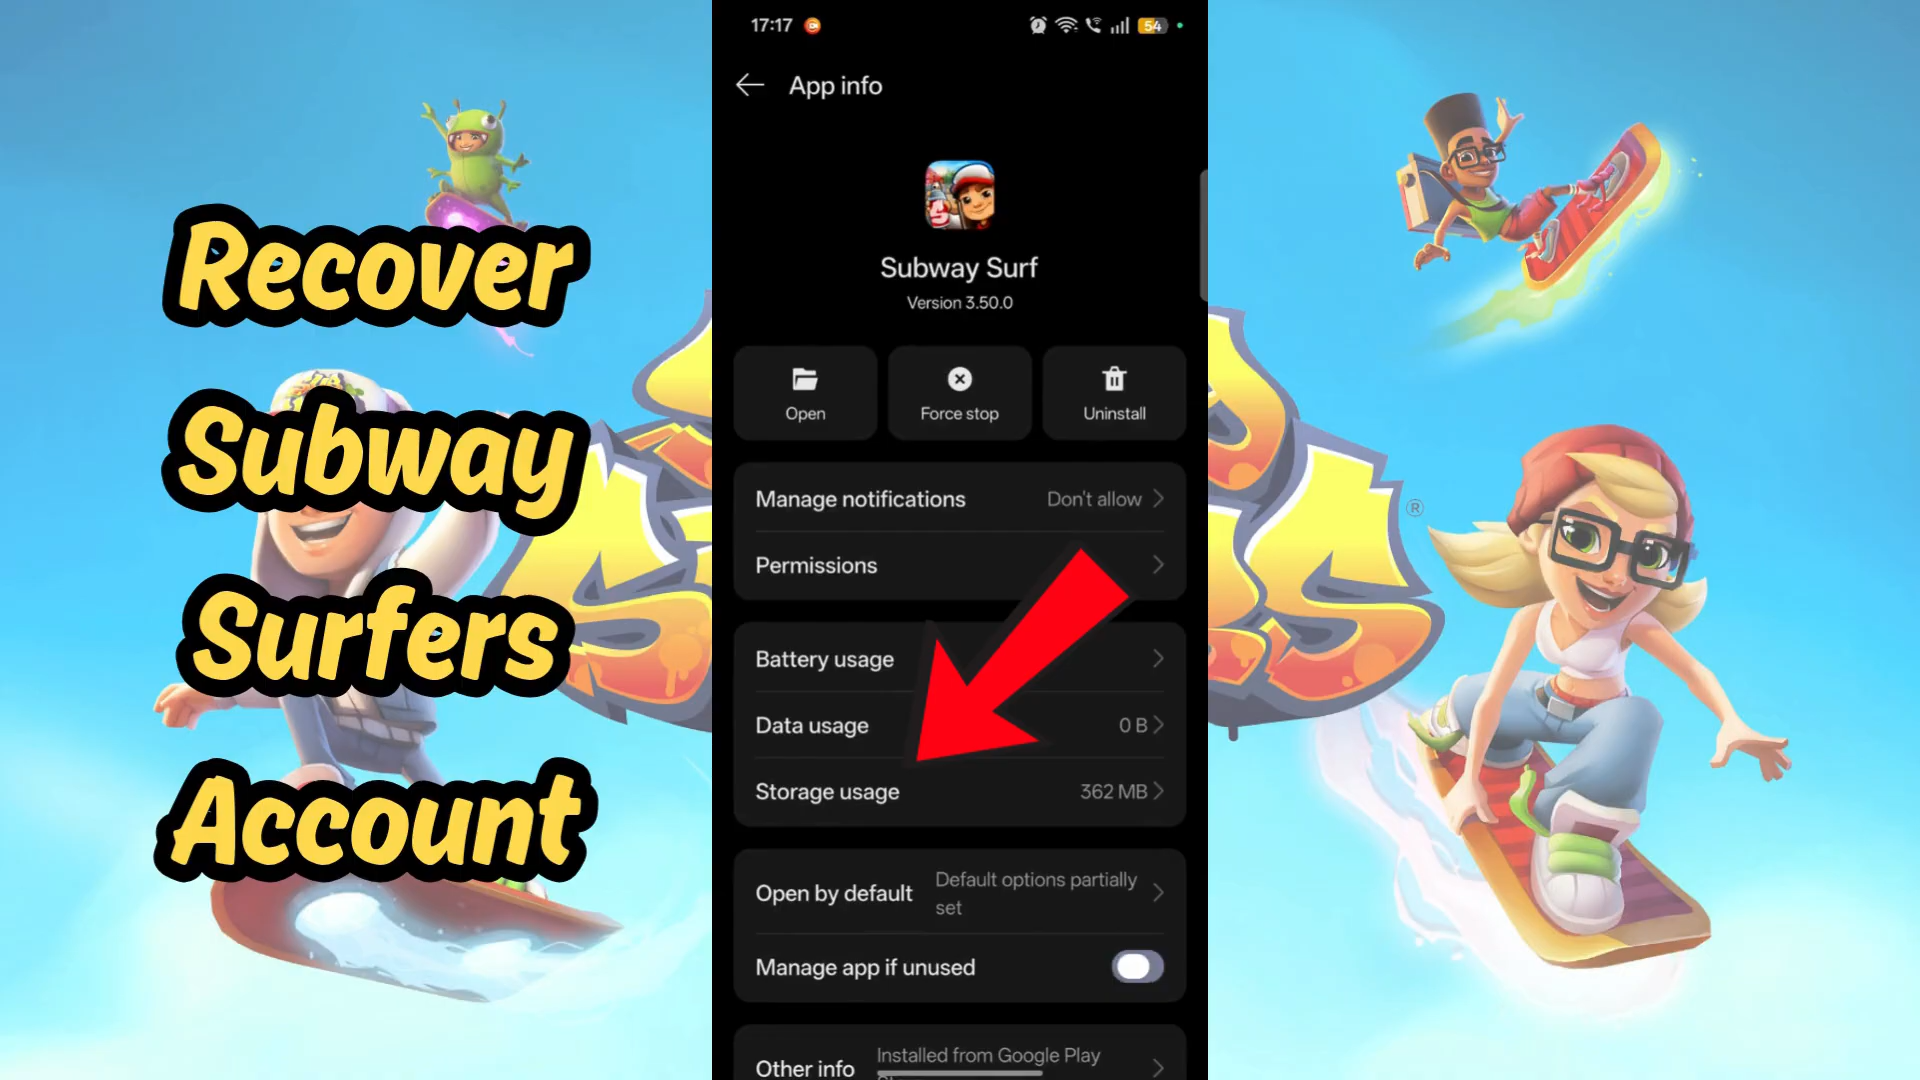 Recover
Subway
Surfers
Account
17:17
54
App info
Subway Surf
Version 3.50.0
Open
Force stop
Uninstall
Manage notifications Don't allow
Permissions
Battery usage
Data usage 0 B
Storage usage 362 MB
Open by default Default options partially
set
Manage app if unused
Other info Installed from Google Play
®